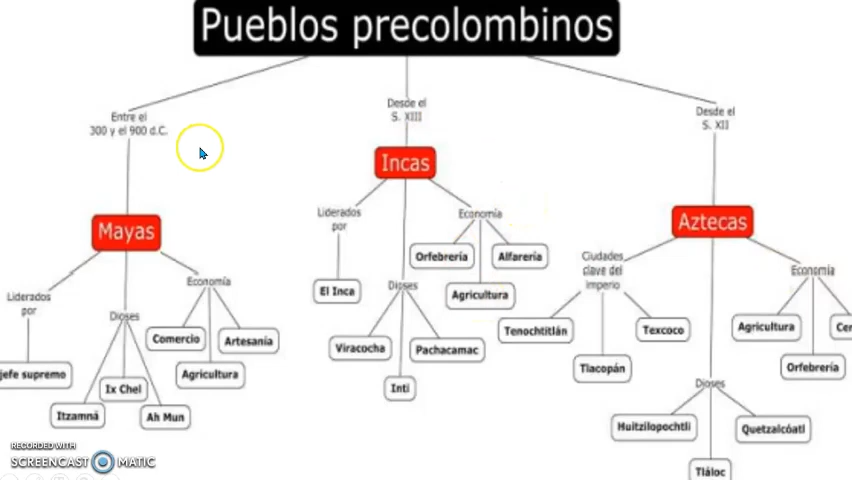 Pueblos precolombinos
Entre el
300 y el 900 d.C.
Mayas
Liderados
por
jefe supremo
Dioses
Itzamná
Ix Chel
Ah Mun
Economía
Comercio
Agricultura
Artesanía
Desde el
S. XIII
Incas
Liderados
por
El Inca
Dioses
Viracocha
Inti
Pachacamac
Economía
Orfebrería
Agricultura
Alfarería
Desde el
S. XII
Aztecas
Ciudades
clave del
imperio
Tenochtitlán
Tlacopán
Texcoco
Dioses
Huitzilopochtli
Tláloc
Quetzalcóatl
Economía
Agricultura
Orfebrería
RECORDED WITH
SCREENCAST MATIC